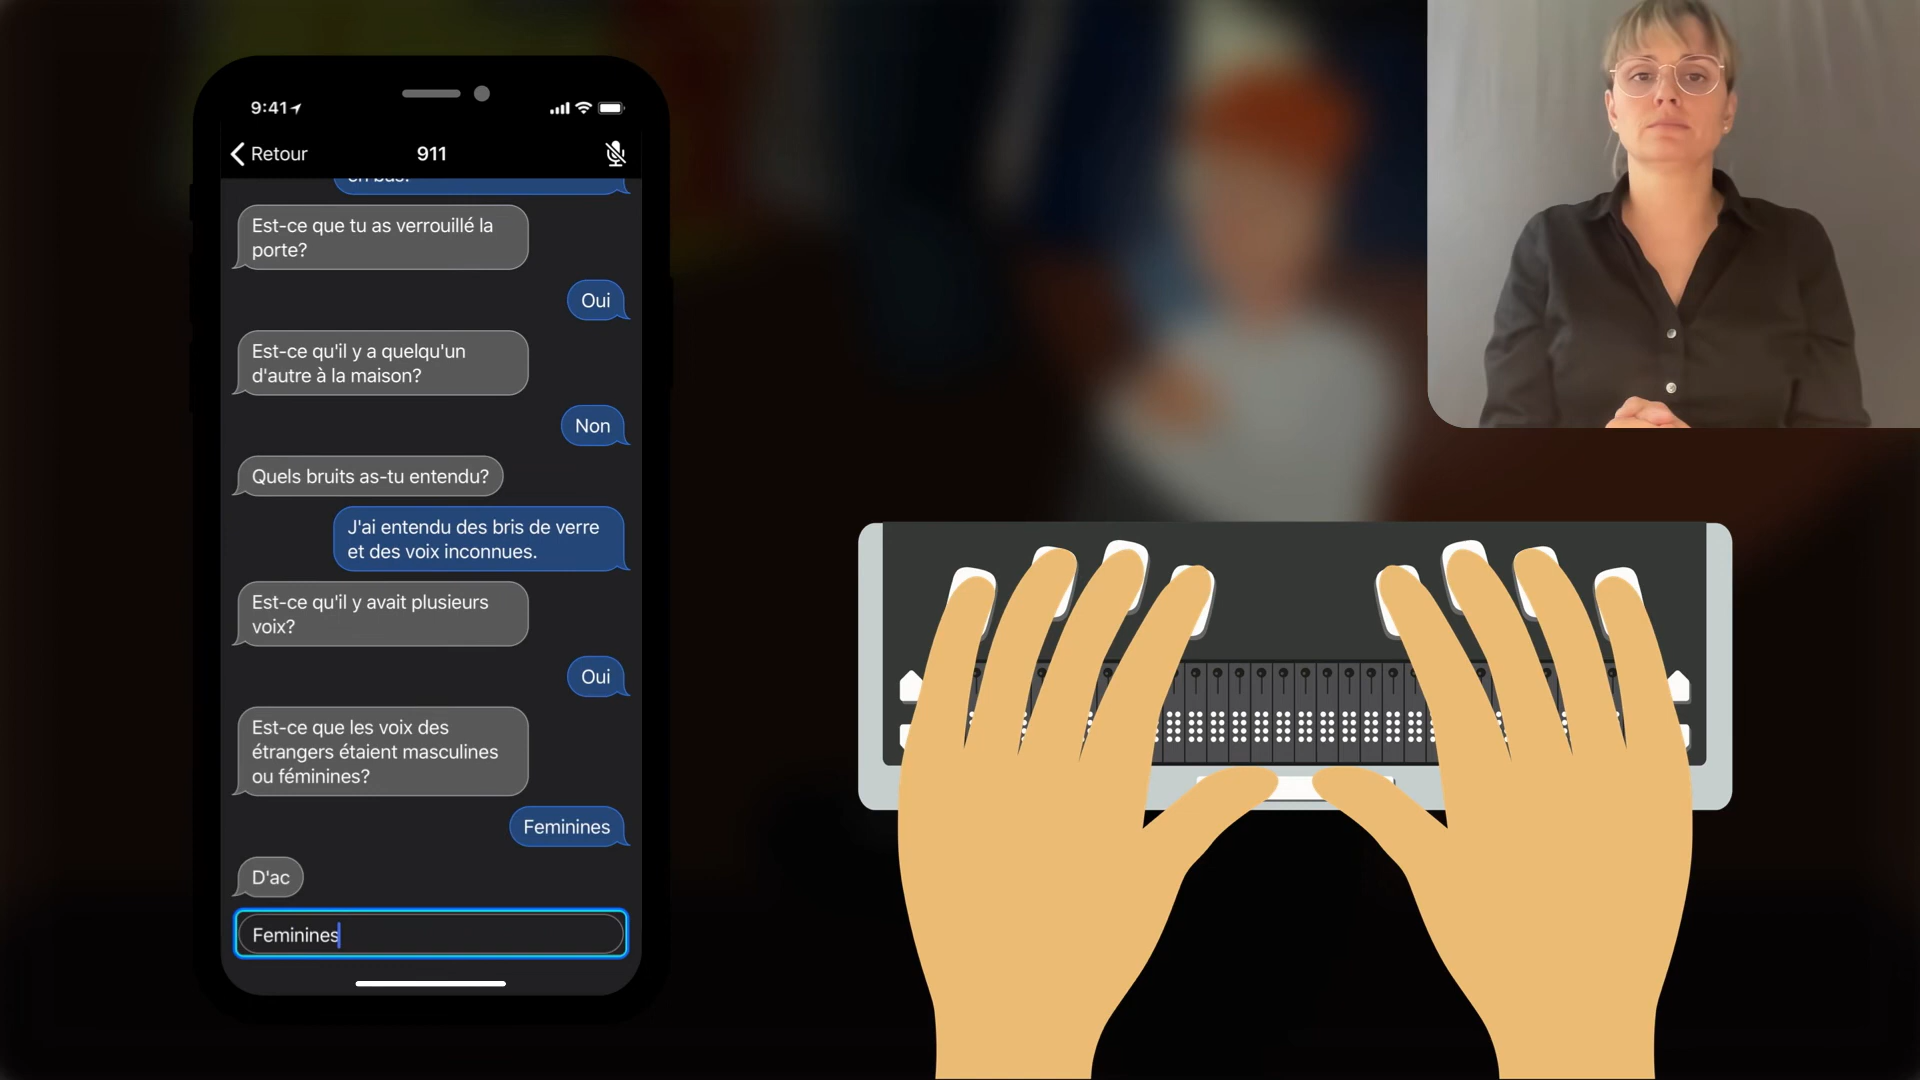 9:41
Retour
911
en bas.
Est-ce que tu as verrouillé la
porte?
Oui
Est-ce qu'il y a quelqu'un
d'autre à la maison?
Non
Quels bruits as-tu entendu?
J'ai entendu des bris de verre
et des voix inconnues.
Est-ce qu'il y avait plusieurs
voix?
Oui
Est-ce que les voix des
étrangers étaient masculines
ou féminines?
Feminines
D'ac
Feminines